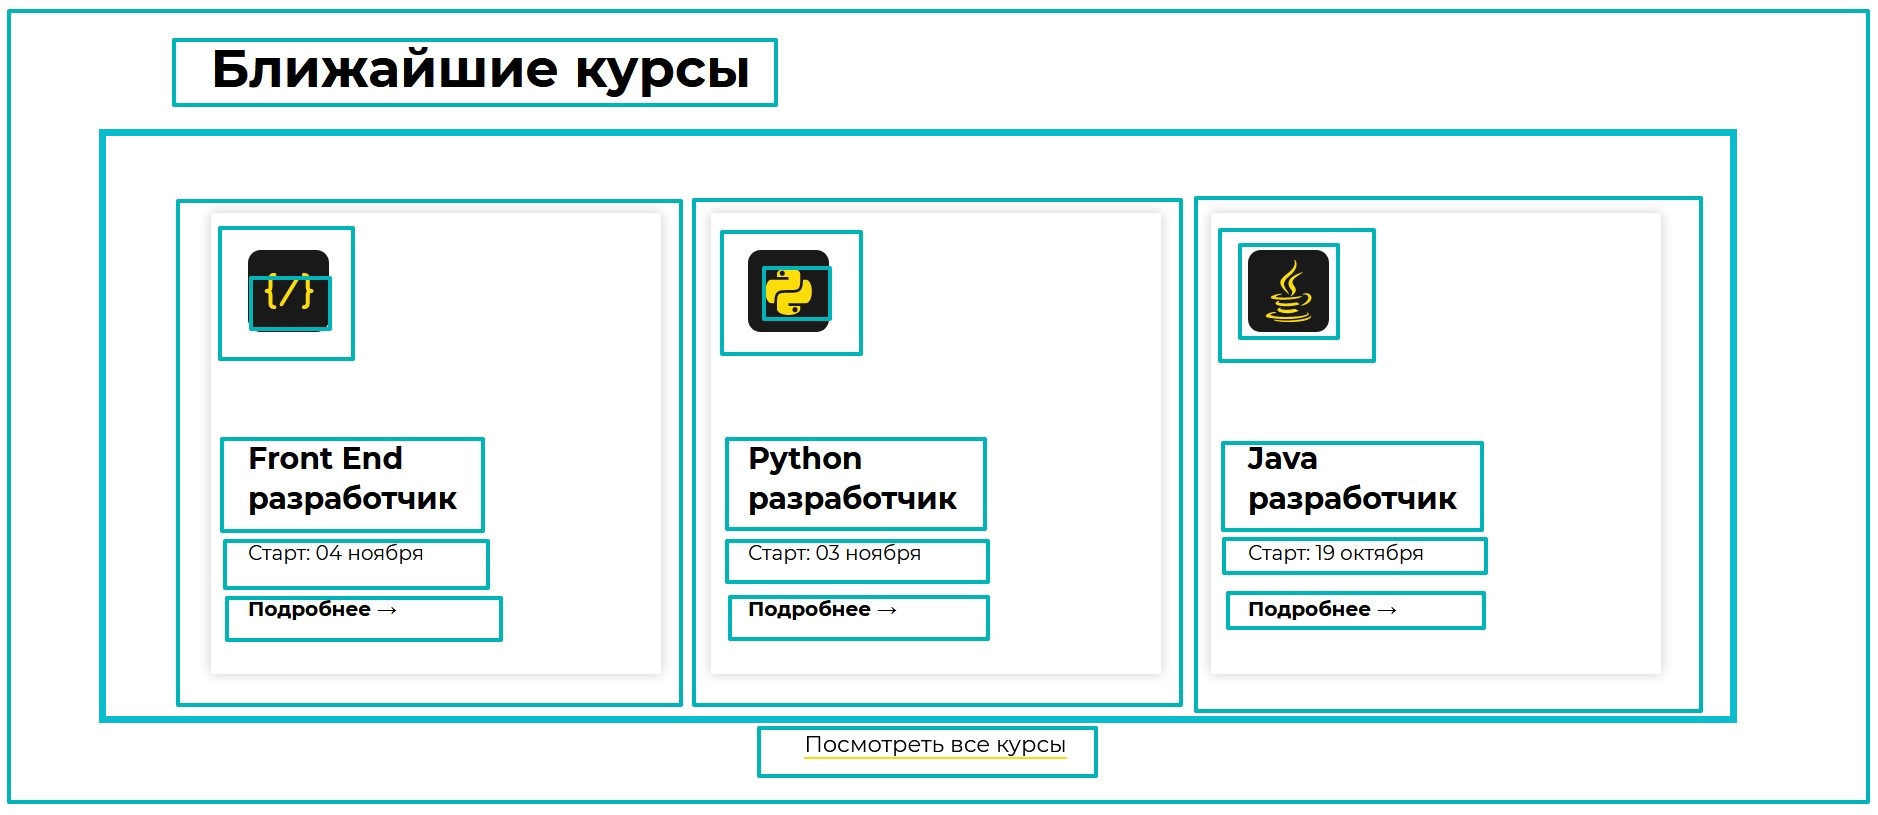 Ближайшие курсы
{/}
Front End
разработчик
Старт: 04 ноября
Подробнее →
Python
разработчик
Старт: 03 ноября
Подробнее →
Java
разработчик
Старт: 19 октября
Подробнее →
Посмотреть все курсы